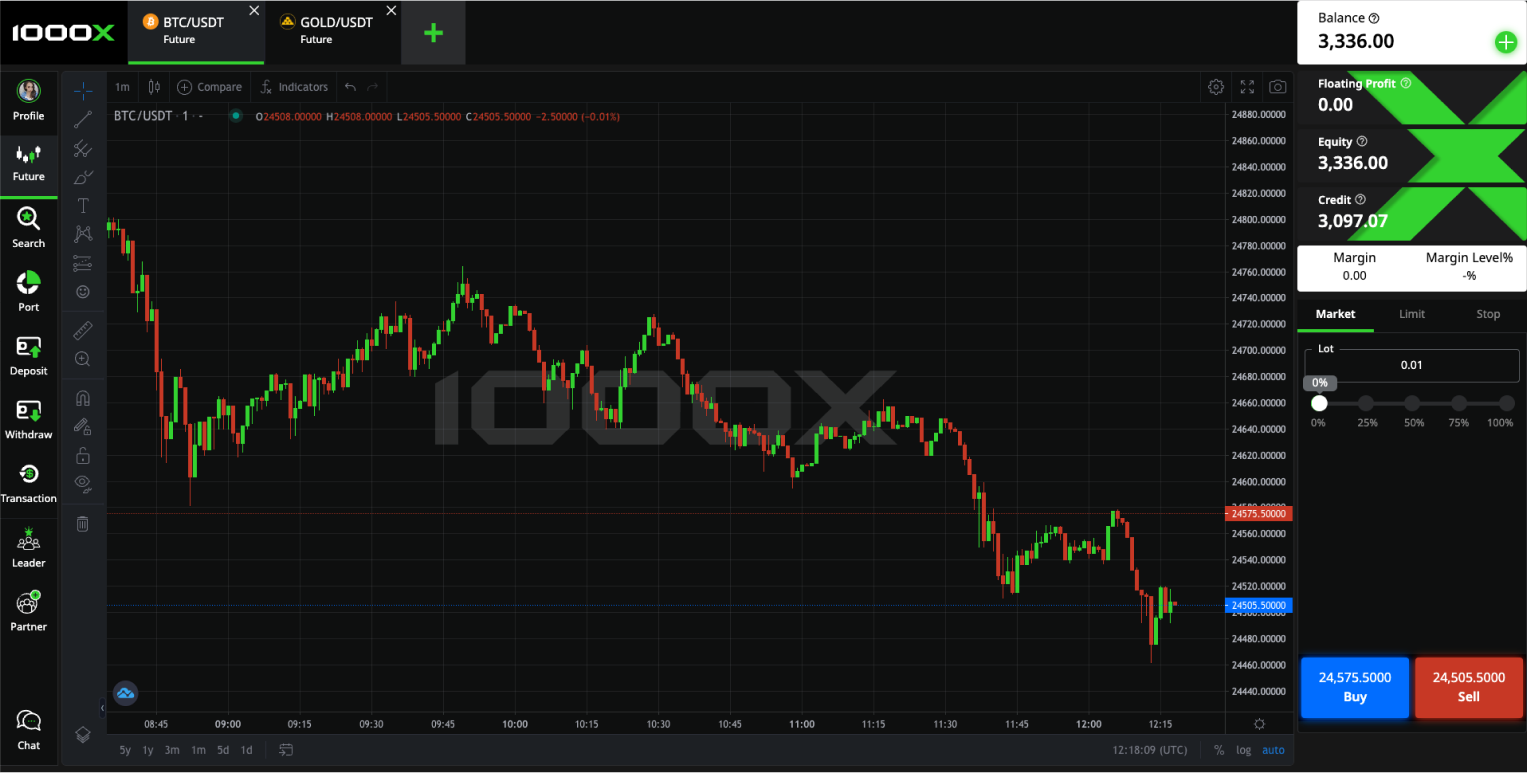 1000X
BTC/USDT
Future
GOLD/USDT
Future
Balance
3,336.00
Profile
Future
Search
Port
Deposit
Withdraw
Transaction
Leader
Partner
Chat
1m
Compare
Indicators
BTC/USDT · 1 · -
O24508.00000 H24508.00000 L24505.50000 C24505.50000 −2.50000 (−0.01%)
1000X
24880.00000
24860.00000
24840.00000
24820.00000
24800.00000
24780.00000
24760.00000
24740.00000
24720.00000
24700.00000
24680.00000
24660.00000
24640.00000
24620.00000
24600.00000
24575.50000
24560.00000
24540.00000
24520.00000
24505.50000
24480.00000
24460.00000
24440.00000
08:45 09:00 09:15 09:30 09:45 10:00 10:15 10:30 10:45 11:00 11:15 11:30 11:45 12:00 12:15
5y 1y 3m 1m 5d 1d
12:18:09 (UTC) % log auto
Floating Profit
0.00
Equity
3,336.00
Credit
3,097.07
Margin Margin Level%
0.00 -%
Market Limit Stop
Lot
0.01
0%
0% 25% 50% 75% 100%
24,575.5000
Buy
24,505.5000
Sell